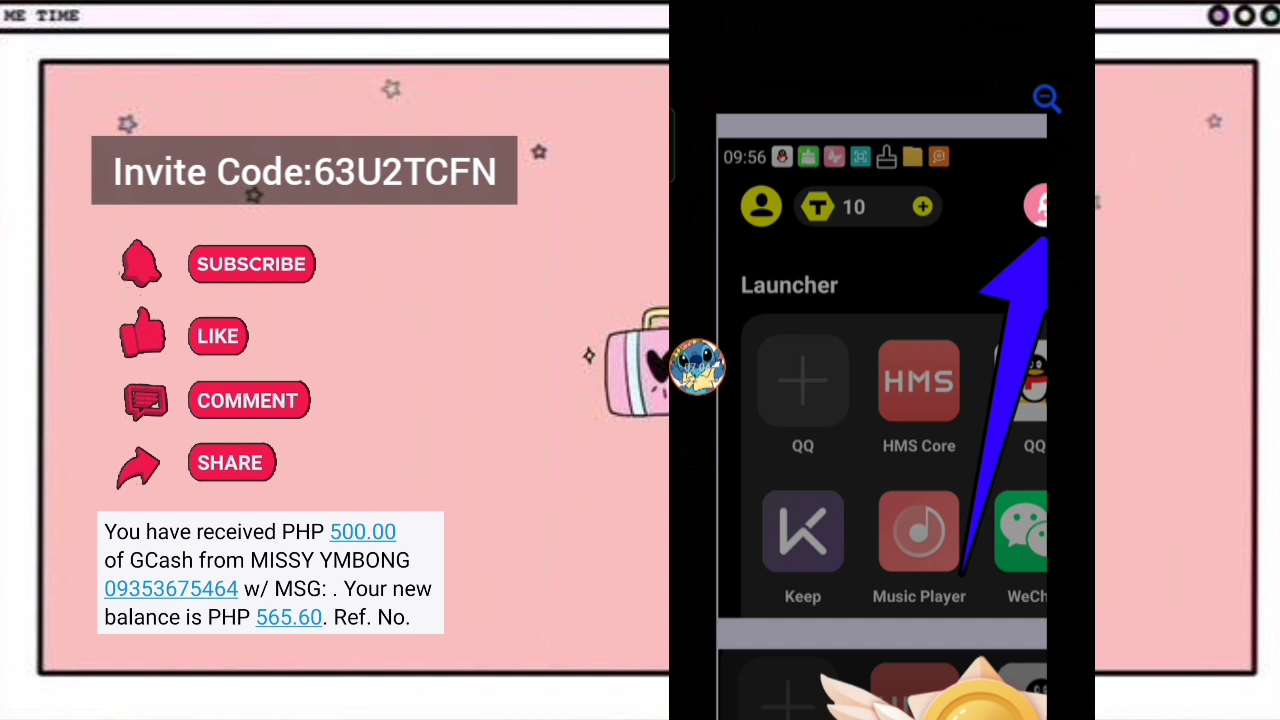 ME TIME
Invite Code:63U2TCFN
SUBSCRIBE
LIKE
COMMENT
SHARE
You have received PHP 500.00
of GCash from MISSY YMBONG
09353675464 w/ MSG: . Your new
balance is PHP 565.60. Ref. No.
09:56
10
Launcher
HMS
QQ
HMS Core
QQ
Keep
Music Player
WeCh
07:04